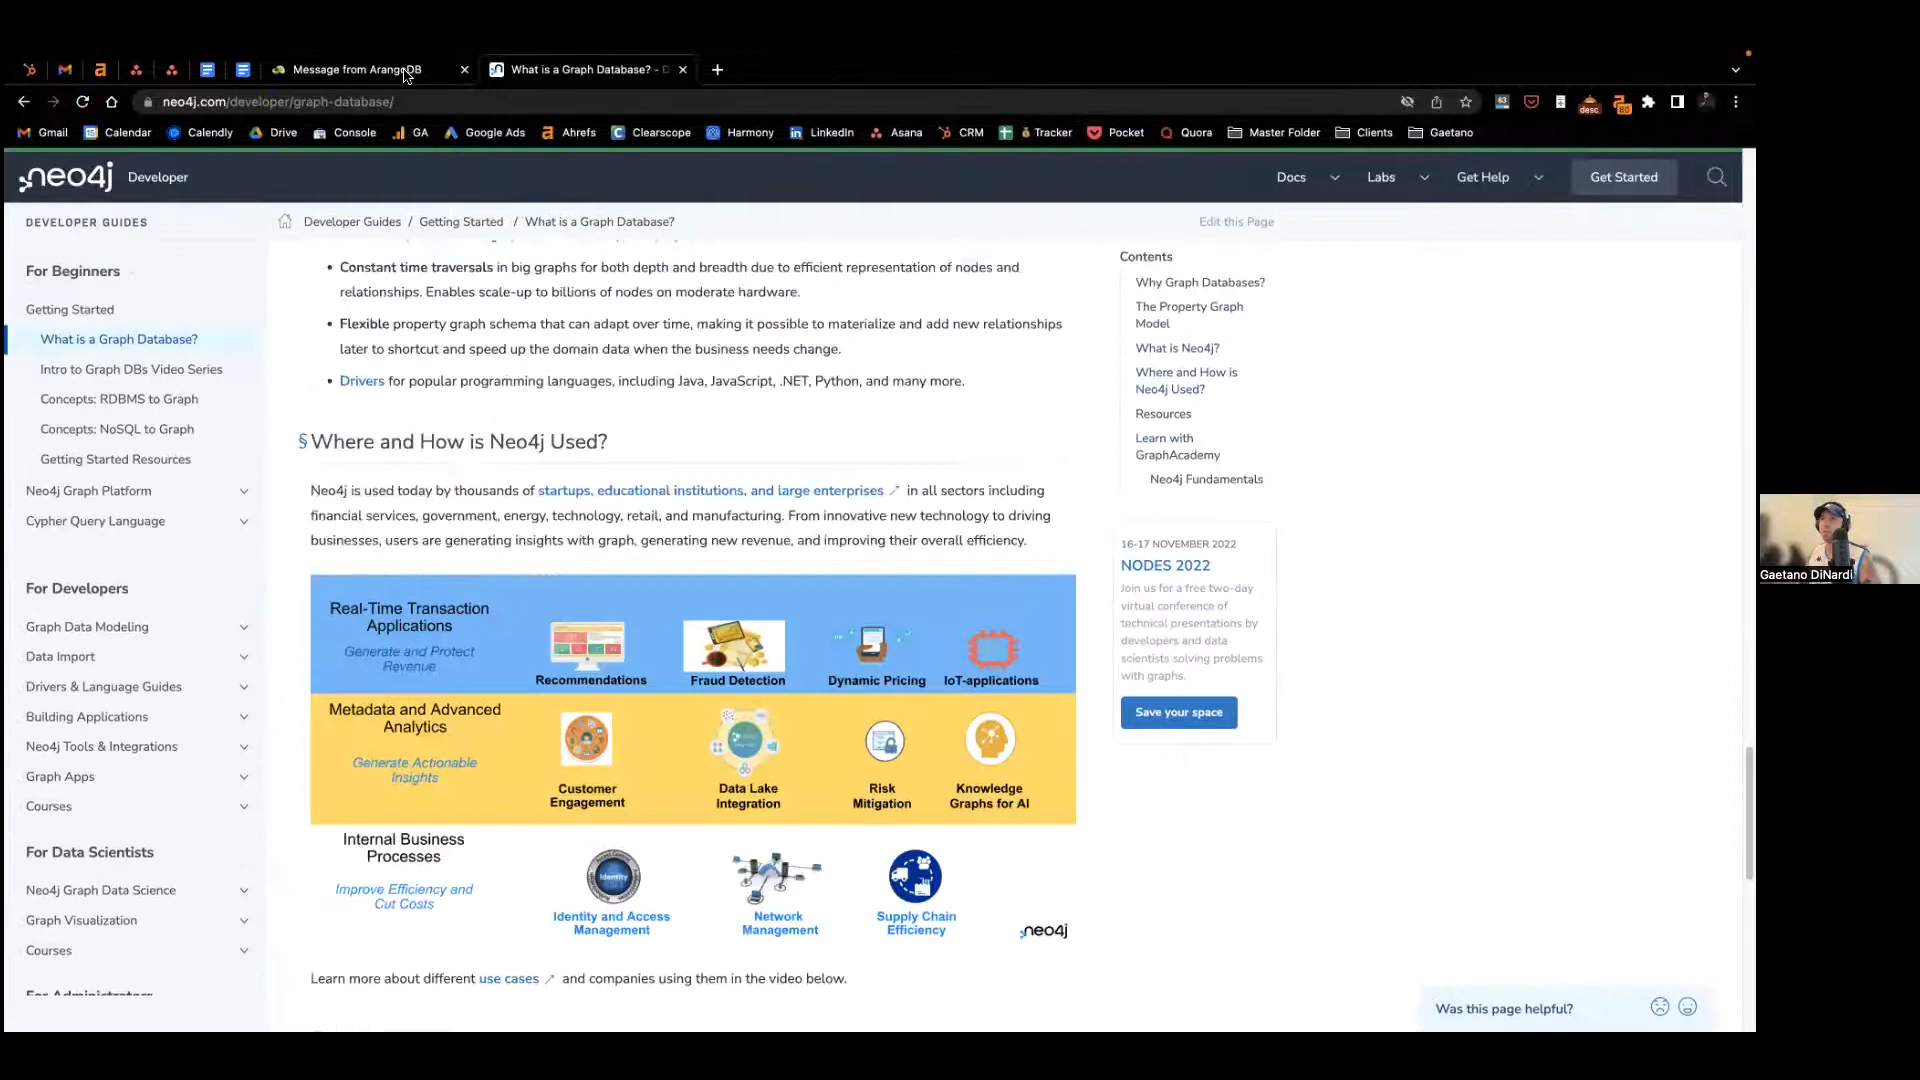 Message from ArangoDB
What is a Graph Database? - D
neo4j.com/developer/graph-database/
63
desc
80
Gmail Calendar Calendly Drive Console GA Google Ads Ahrefs Clearscope Harmony LinkedIn Asana CRM Tracker Pocket Quora Master Folder Clients Gaetano
neo4j Developer
Docs Labs Get Help Get Started
DEVELOPER GUIDES
Developer Guides / Getting Started / What is a Graph Database?
Edit this Page
For Beginners
Getting Started
What is a Graph Database?
Intro to Graph DBs Video Series
Concepts: RDBMS to Graph
Concepts: NoSQL to Graph
Getting Started Resources
Neo4j Graph Platform
Cypher Query Language
For Developers
Graph Data Modeling
Data Import
Drivers & Language Guides
Building Applications
Neo4j Tools & Integrations
Graph Apps
Courses
For Data Scientists
Neo4j Graph Data Science
Graph Visualization
Courses
For Administrators
• Constant time traversals in big graphs for both depth and breadth due to efficient representation of nodes and
relationships. Enables scale-up to billions of nodes on moderate hardware.
• Flexible property graph schema that can adapt over time, making it possible to materialize and add new relationships
later to shortcut and speed up the domain data when the business needs change.
• Drivers for popular programming languages, including Java, JavaScript, .NET, Python, and many more.
§ Where and How is Neo4j Used?
Neo4j is used today by thousands of startups, educational institutions, and large enterprises in all sectors including
financial services, government, energy, technology, retail, and manufacturing. From innovative new technology to driving
businesses, users are generating insights with graph, generating new revenue, and improving their overall efficiency.
Real-Time Transaction
Applications
Generate and Protect
Revenue
Recommendations
Fraud Detection
Dynamic Pricing
IoT-applications
Metadata and Advanced
Analytics
Generate Actionable
Insights
Customer
Engagement
Data Lake
Integration
Risk
Mitigation
Knowledge
Graphs for AI
Internal Business
Processes
Improve Efficiency and
Cut Costs
Identity
Identity and Access
Management
Network
Management
Supply Chain
Efficiency
neo4j
Learn more about different use cases and companies using them in the video below.
Contents
Why Graph Databases?
The Property Graph
Model
What is Neo4j?
Where and How is
Neo4j Used?
Resources
Learn with
GraphAcademy
Neo4j Fundamentals
16-17 NOVEMBER 2022
NODES 2022
Join us for a free two-day
virtual conference of
technical presentations by
developers and data
scientists solving problems
with graphs.
Save your space
Was this page helpful?
Gaetano DiNardi